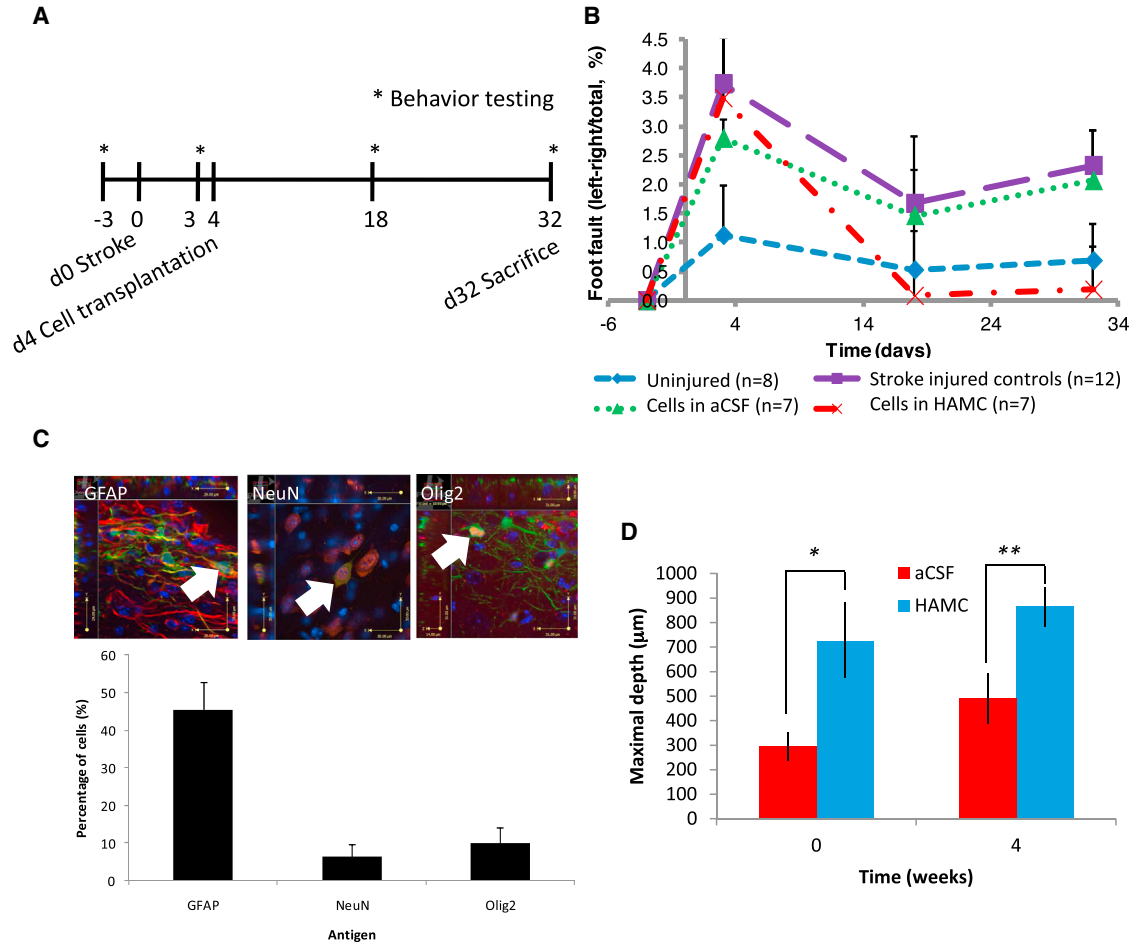 A
* Behavior testing
* * * *
-3 0 3 4 18 32
d0 Stroke
d4 Cell transplantation
d32 Sacrifice
B
Foot fault (left-right/total, %)
4.5
4.0
3.5
3.0
2.5
2.0
1.5
1.0
0.5
0.0
-6 4 14 24 34
Time (days)
Uninjured (n=8)
Stroke injured controls (n=12)
Cells in aCSF (n=7)
Cells in HAMC (n=7)
C
GFAP
NeuN
Olig2
Percentage of cells (%)
60
50
40
30
20
10
0
GFAP NeuN Olig2
Antigen
D
* **
aCSF
HAMC
Maximal depth (μm)
1000
900
800
700
600
500
400
300
200
100
0
0 4
Time (weeks)